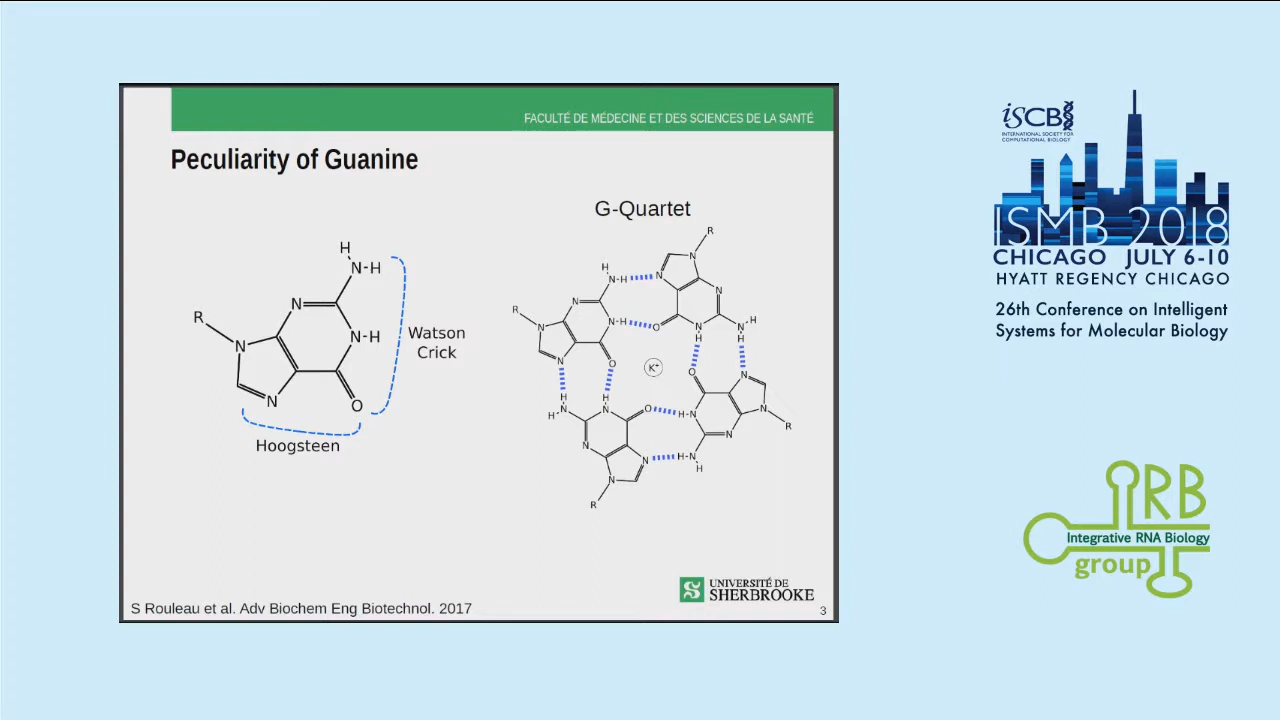 FACULTÉ DE MÉDECINE ET DES SCIENCES DE LA SANTÉ
Peculiarity of Guanine
G-Quartet
H
N-H
N
R
N
N-H
N
O
Watson
Crick
Hoogsteen
R
H
N-H
N
N
R
N
N-H
O
N
H
N
H
H
N
N
O
K+
O
N
H
H-N
H
N
O
H-N
N
R
N
N
N
H-N
H
N
R
S Rouleau et al. Adv Biochem Eng Biotechnol. 2017
UNIVERSITÉ DE
SHERBROOKE
3
iSCB
INTERNATIONAL SOCIETY FOR
COMPUTATIONAL BIOLOGY
ISMB 2018
CHICAGO JULY 6-10
HYATT REGENCY CHICAGO
26th Conference on Intelligent
Systems for Molecular Biology
iRB
Integrative RNA Biology
group